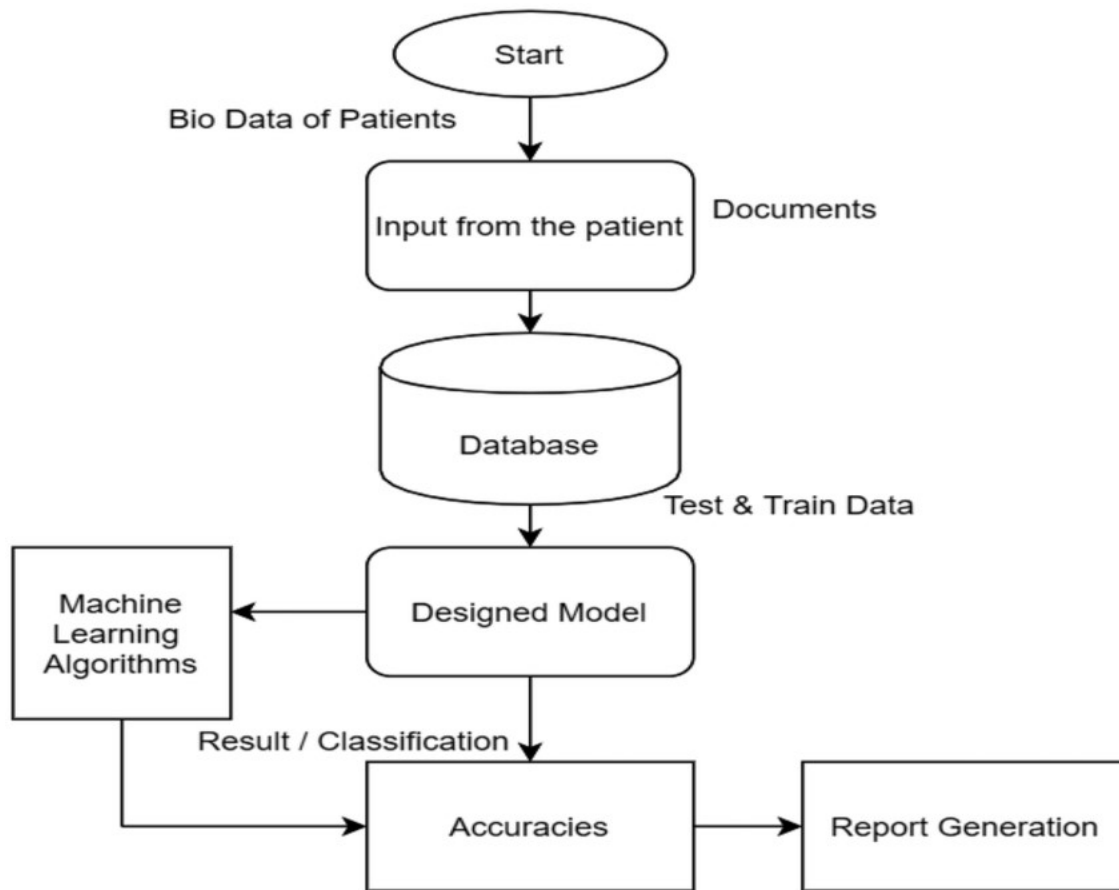 Start
Bio Data of Patients
Input from the patient
Documents
Database
Test & Train Data
Machine
Learning
Algorithms
Designed Model
Result / Classification
Accuracies
Report Generation